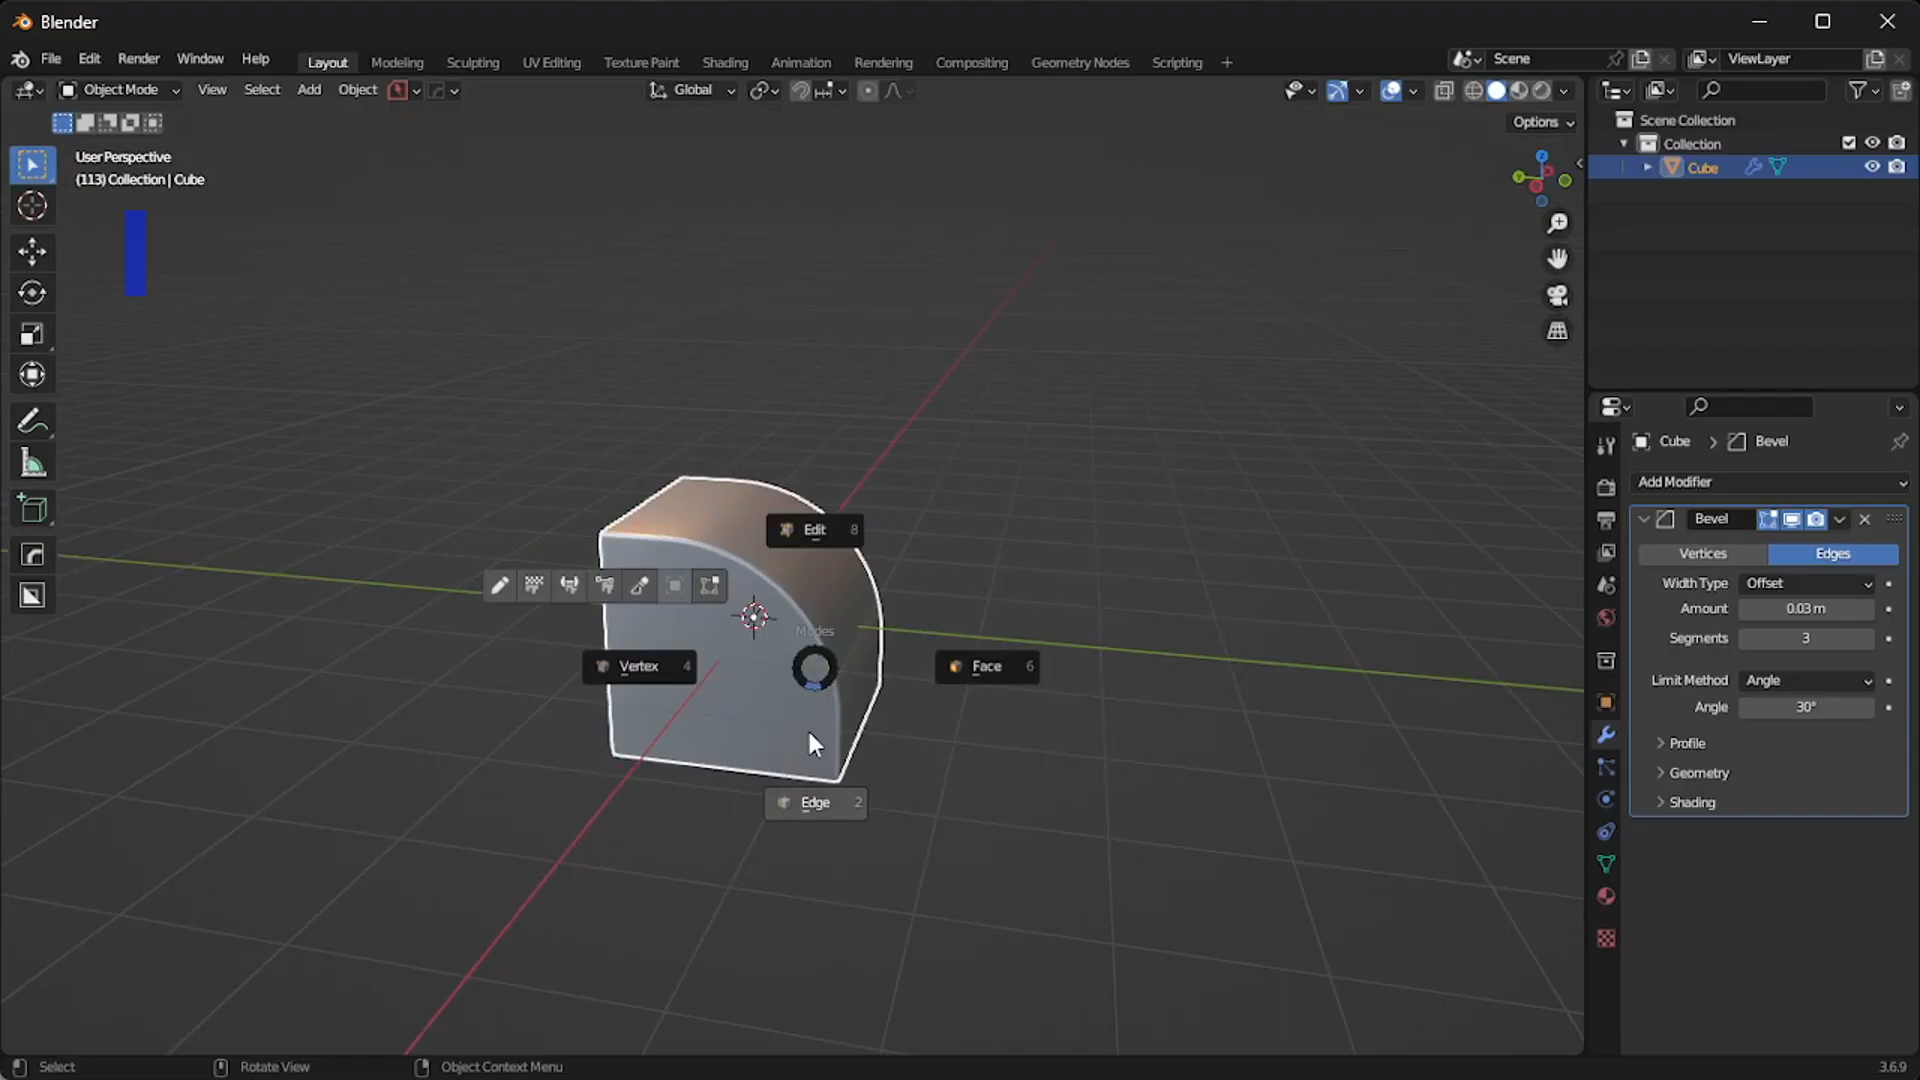 Blender
File Edit Render Window Help Layout Modeling Sculpting UV Editing Texture Paint Shading Animation Rendering Compositing Geometry Nodes Scripting + Scene ViewLayer
Object Mode View Select Add Object Global
Options
User Perspective
(113) Collection | Cube
Scene Collection
Collection
Cube
Cube > Bevel
Add Modifier
Bevel
Vertices Edges
Width Type Offset
Amount 0.03 m
Segments 3
Limit Method Angle
Angle 30°
Profile
Geometry
Shading
Edit 8
Modes
Vertex 4
Face 6
Edge 2
Select Rotate View Object Context Menu 3.6.9